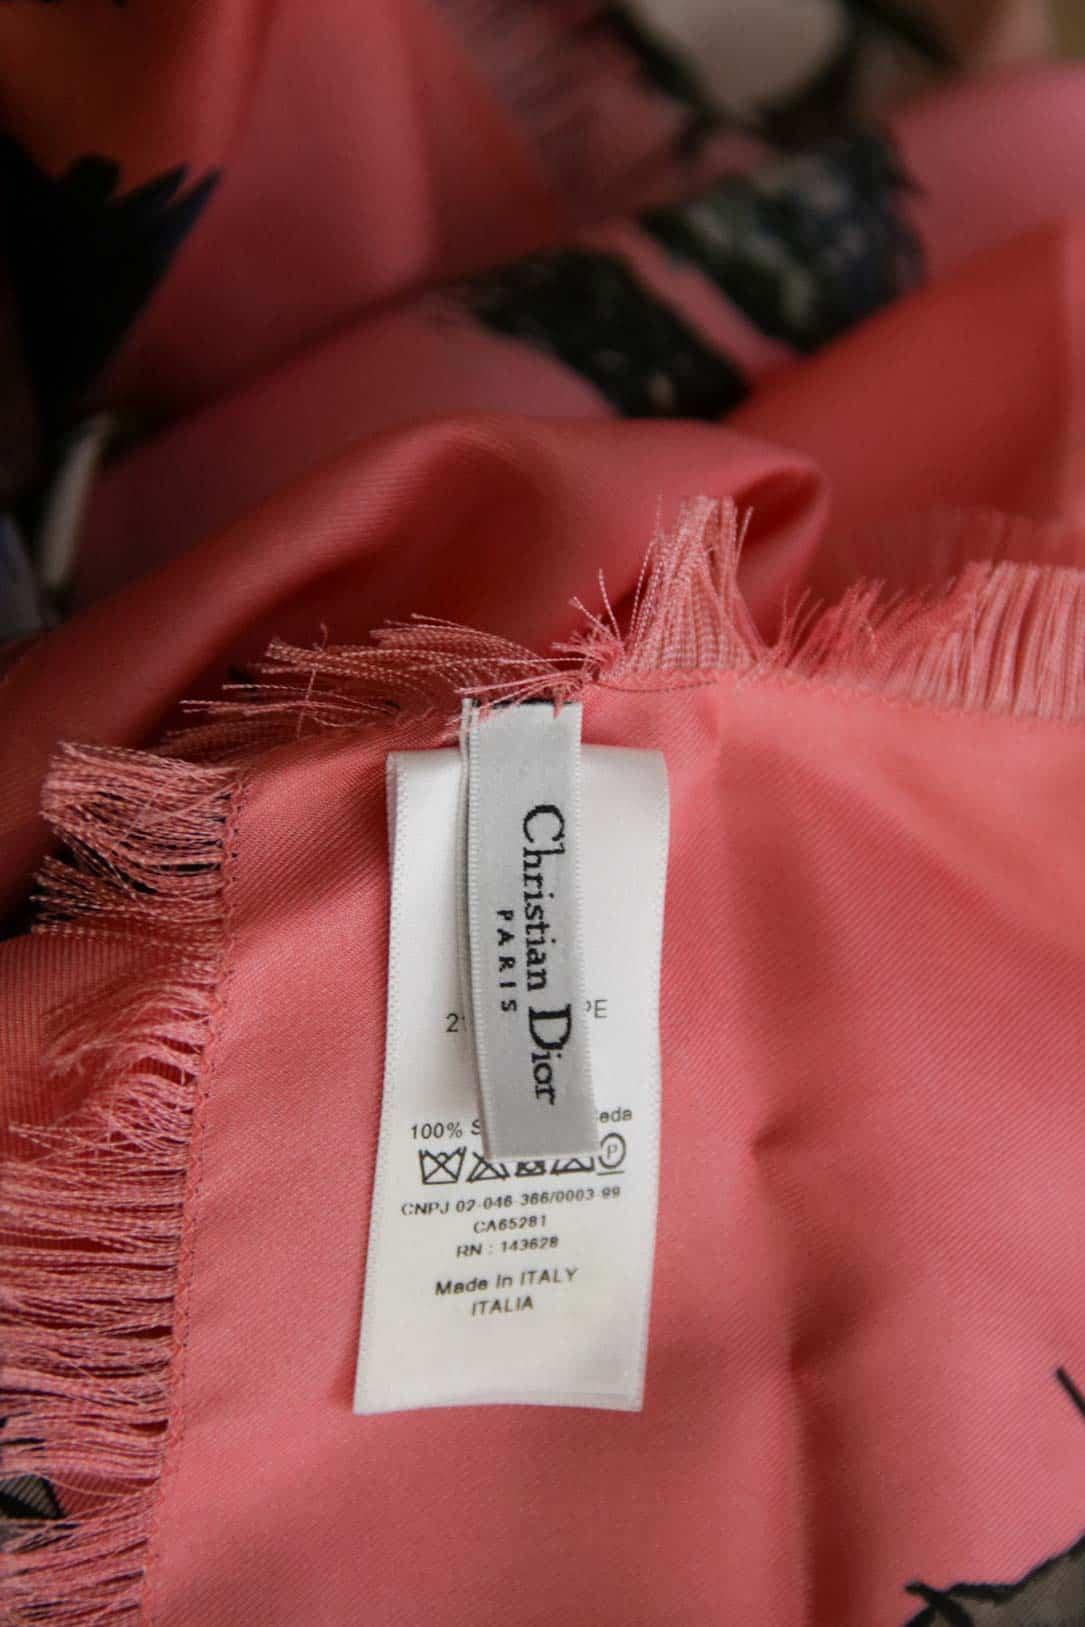 Christian Dior
PARIS
100%
CNPJ 02-046-366/0003-99
CA65281
RN : 143628
Made In ITALY
ITALIA
P